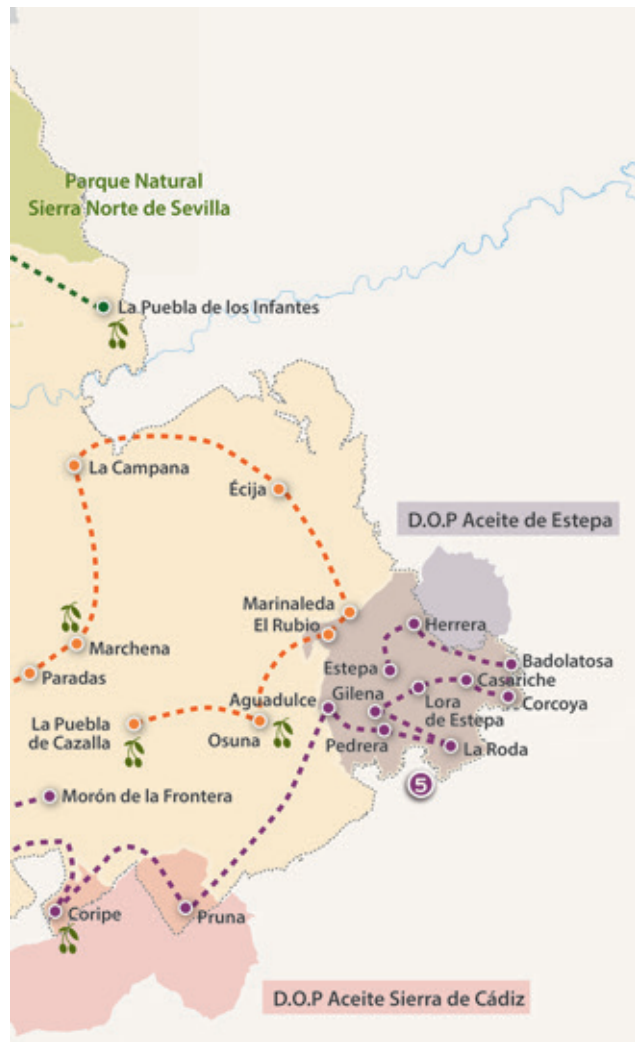 Parque Natural
Sierra Norte de Sevilla
La Puebla de los Infantes
La Campana
Écija
D.O.P Aceite de Estepa
Marinaleda
El Rubio
Herrera
Marchena
Badolatosa
Estepa
Casariche
Paradas
Aguadulce
Gilena
Lora
de Estepa
Corcoya
La Puebla
de Cazalla
Osuna
Pedrera
La Roda
5
Morón de la Frontera
Coripe
Pruna
D.O.P Aceite Sierra de Cádiz